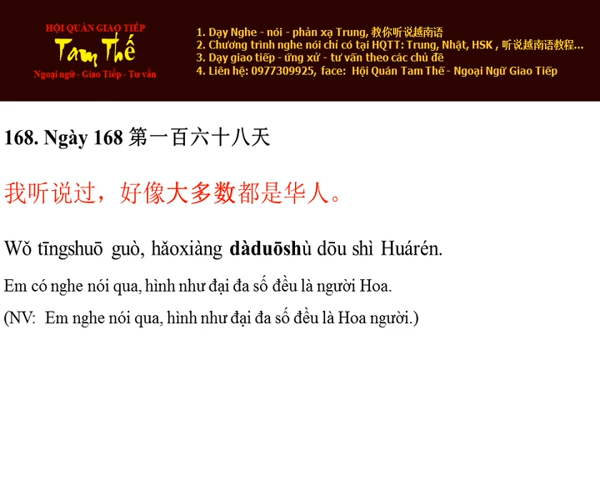 HỘI QUÁN GIAO TIẾP
Tam Thế
Ngoại ngữ - Giao Tiếp - Tư vấn
1. Dạy Nghe - nói - phản xạ Trung, 教你听说越南语
2. Chương trình nghe nói chỉ có tại HQTT: Trung, Nhật, HSK , 听说越南语教程...
3. Dạy giao tiếp - ứng xử - tư vấn theo các chủ đề
4. Liên hệ: 0977309925, face: Hội Quán Tam Thế - Ngoại Ngữ Giao Tiếp
168. Ngày 168 第一百六十八天
我听说过，好像大多数都是华人。
Wǒ tīngshuō guò, hǎoxiàng dàduōshù dōu shì Huárén.
Em có nghe nói qua, hình như đại đa số đều là người Hoa.
(NV: Em nghe nói qua, hình như đại đa số đều là Hoa người.)